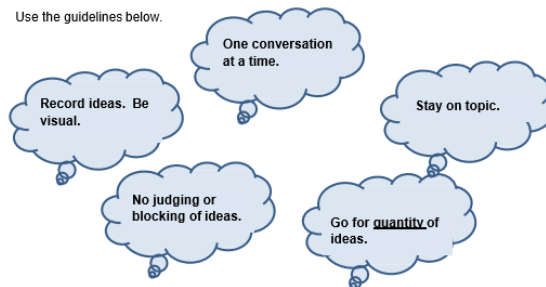 Use the guidelines below.
One conversation
at a time.
Record ideas.  Be
visual.
Stay on topic.
No judging or
blocking of ideas.
Go for quantity of
ideas.